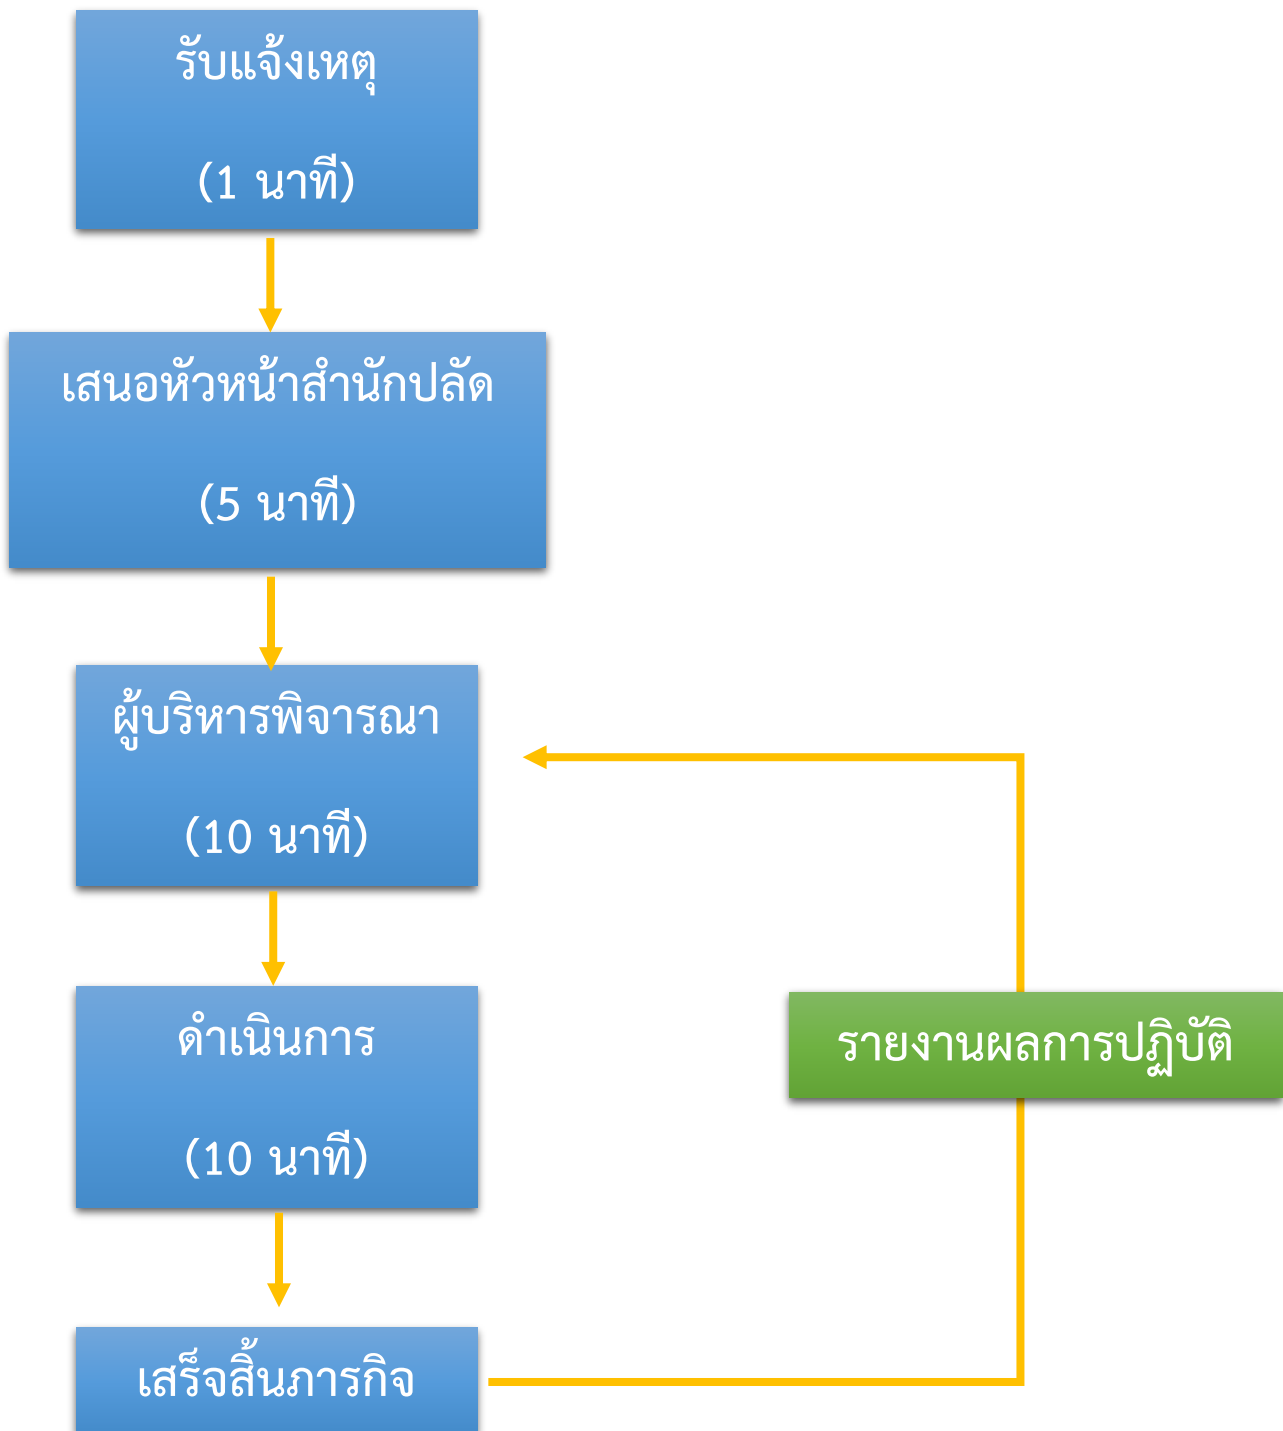 รับแจ้งเหตุ
(1 นาที)
เสนอหัวหน้าสำนักปลัด
(5 นาที)
ผู้บริหารพิจารณา
(10 นาที)
ดำเนินการ
(10 นาที)
รายงานผลการปฏิบัติ
เสร็จสิ้นภารกิจ